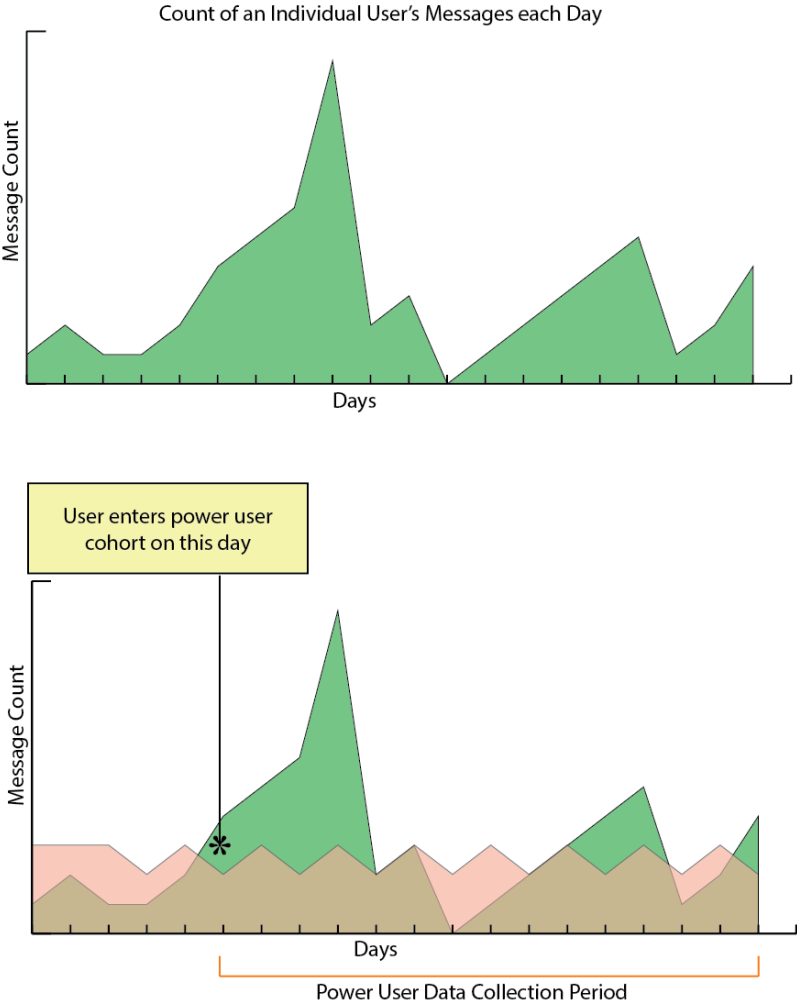 Count of an Individual User's Messages each Day
Message Count
Days
User enters power user
cohort on this day
*
Message Count
Days
Power User Data Collection Period